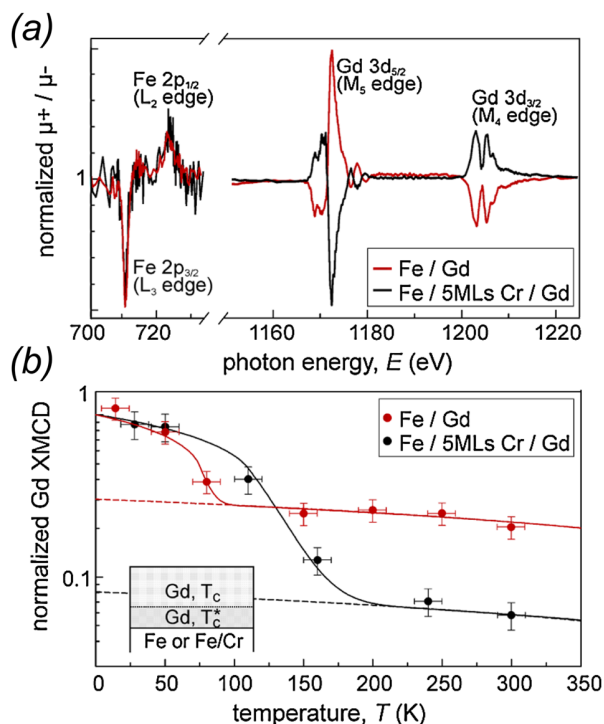 (a)
normalized μ+ / μ-
1
Fe 2p1/2
(L2 edge)
Fe 2p3/2
(L3 edge)
Gd 3d5/2
(M5 edge)
Gd 3d3/2
(M4 edge)
Fe / Gd
Fe / 5MLs Cr / Gd
700 720 1160 1180 1200 1220
photon energy, E (eV)
(b)
normalized Gd XMCD
1
0.1
Fe / Gd
Fe / 5MLs Cr / Gd
Gd, TC
Gd, T*C
Fe or Fe/Cr
0 50 100 150 200 250 300 350
temperature, T (K)